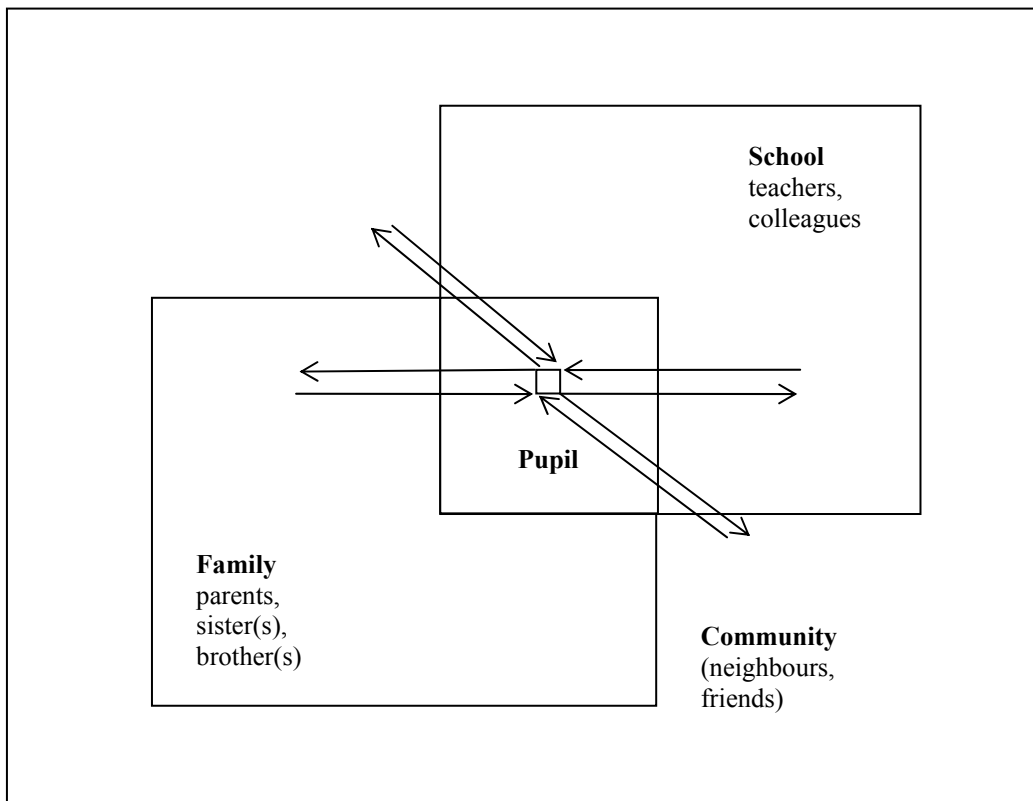 School
teachers,
colleagues
Pupil
Family
parents,
sister(s),
brother(s)
Community
(neighbours,
friends)